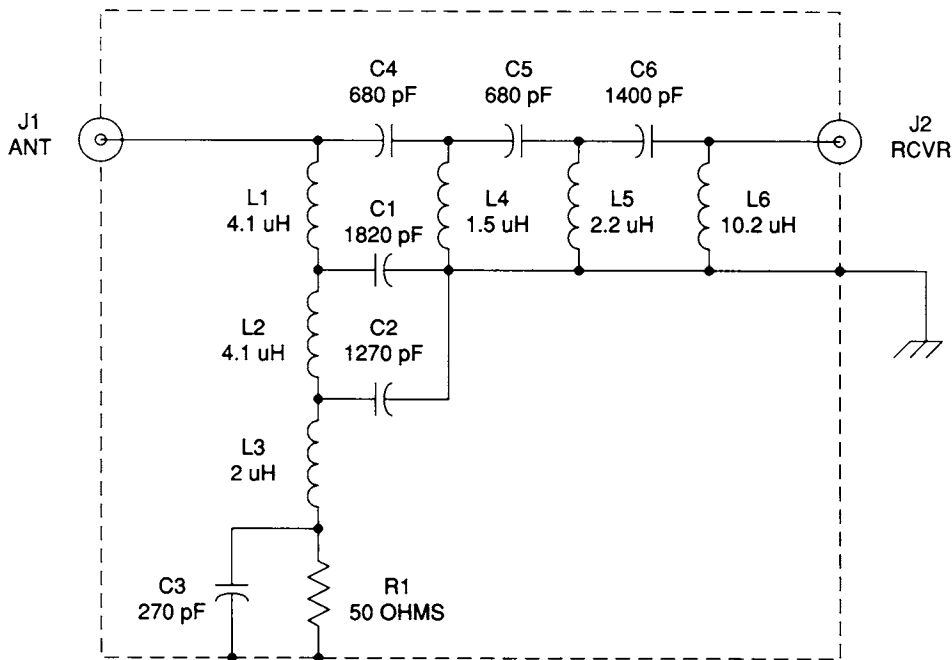 C4
680 pF
C5
680 pF
C6
1400 pF
J1
ANT
J2
RCVR
L1
4.1 uH
C1
1820 pF
L4
1.5 uH
L5
2.2 uH
L6
10.2 uH
L2
4.1 uH
C2
1270 pF
L3
2 uH
C3
270 pF
R1
50 OHMS